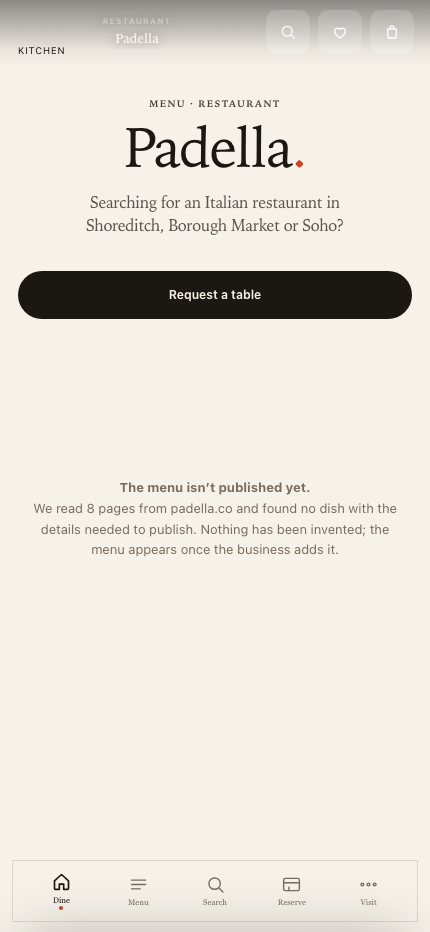 RESTAURANT
Padella
KITCHEN
MENU · RESTAURANT
Padella.
Searching for an Italian restaurant in
Shoreditch, Borough Market or Soho?
Request a table
The menu isn’t published yet.
We read 8 pages from padella.co and found no dish with the
details needed to publish. Nothing has been invented; the
menu appears once the business adds it.
Dine
Menu
Search
Reserve
Visit